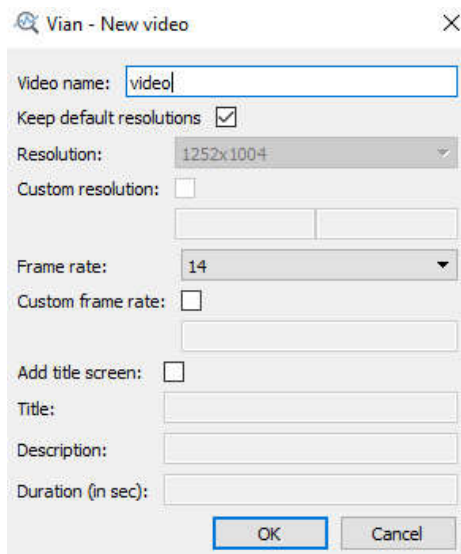 Vian - New video
Video name: video
Keep default resolutions
Resolution: 1252x1004
Custom resolution:
Frame rate: 14
Custom frame rate:
Add title screen:
Title:
Description:
Duration (in sec):
OK Cancel